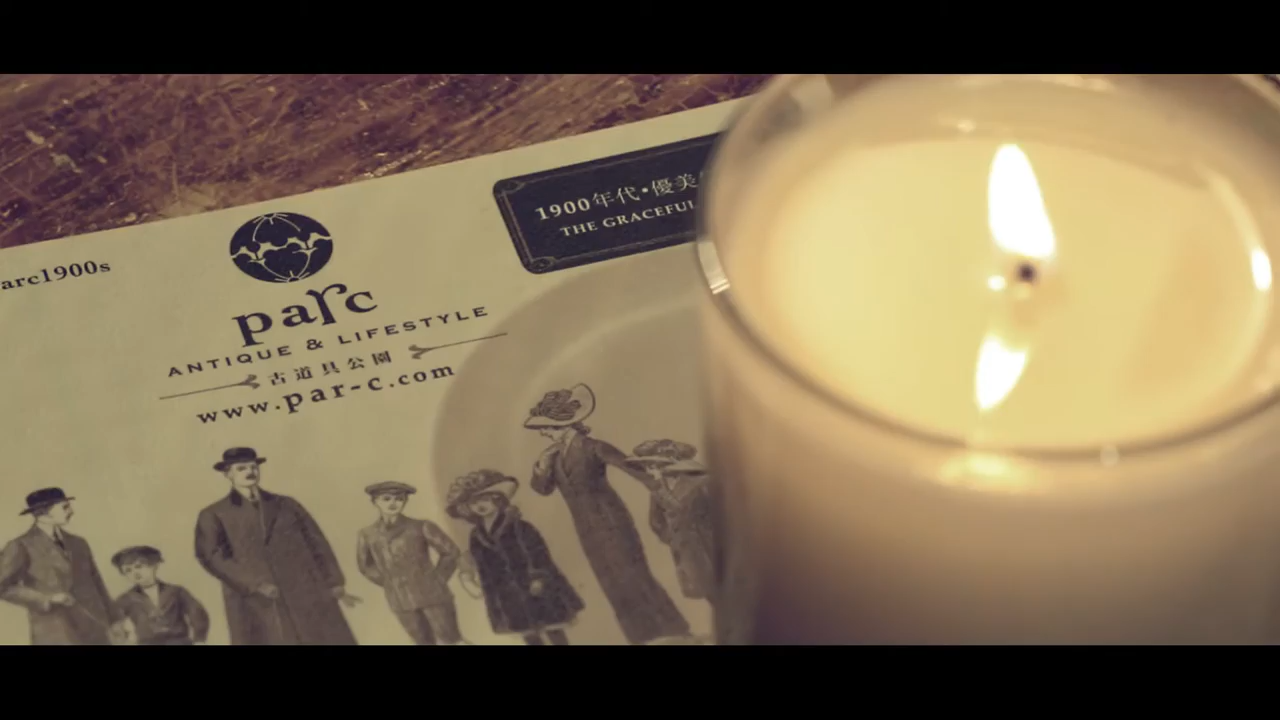 1900年代•優美
THE GRACEFUL
arc1900s
parc
ANTIQUE & LIFESTYLE
古道具公園
www.par-c.com